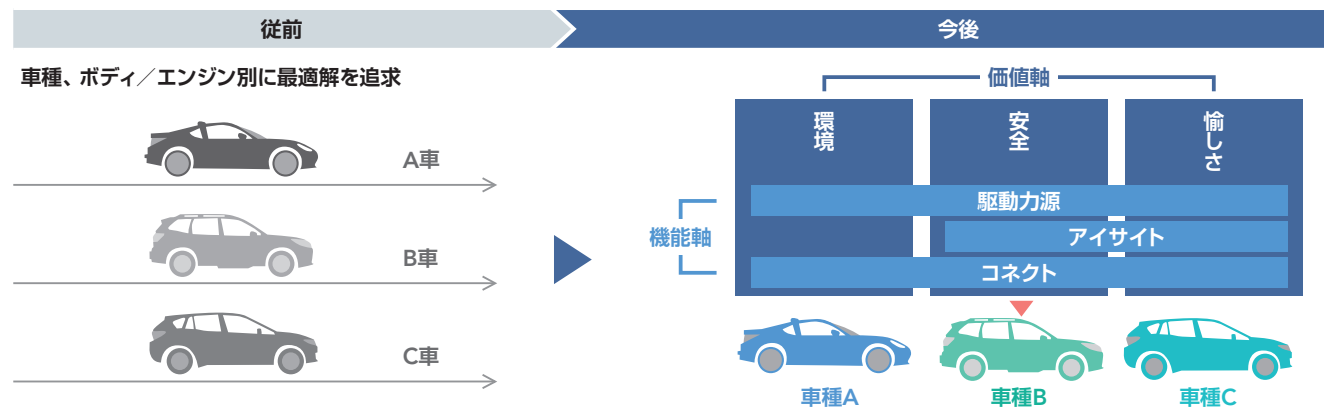 従前
今後
車種、ボディ／エンジン別に最適解を追求
A車
B車
C車
価値軸
環境
安全
愉しさ
機能軸
駆動力源
アイサイト
コネクト
車種A
車種B
車種C